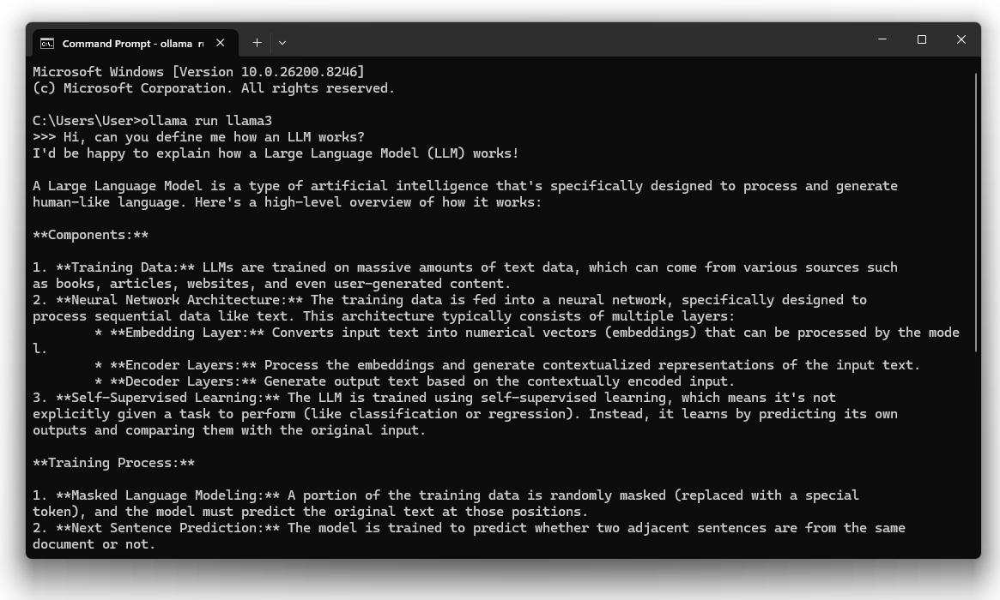 Command Prompt - ollama ru
Microsoft Windows [Version 10.0.26200.8246]
(c) Microsoft Corporation. All rights reserved.
C:\Users\User>ollama run llama3
>>> Hi, can you define me how an LLM works?
I'd be happy to explain how a Large Language Model (LLM) works!
A Large Language Model is a type of artificial intelligence that's specifically designed to process and generate
human-like language. Here's a high-level overview of how it works:
**Components:**
1. **Training Data:** LLMs are trained on massive amounts of text data, which can come from various sources such
as books, articles, websites, and even user-generated content.
2. **Neural Network Architecture:** The training data is fed into a neural network, specifically designed to
process sequential data like text. This architecture typically consists of multiple layers:
* **Embedding Layer:** Converts input text into numerical vectors (embeddings) that can be processed by the mode
l.
* **Encoder Layers:** Process the embeddings and generate contextualized representations of the input text.
* **Decoder Layers:** Generate output text based on the contextually encoded input.
3. **Self-Supervised Learning:** The LLM is trained using self-supervised learning, which means it's not
explicitly given a task to perform (like classification or regression). Instead, it learns by predicting its own
outputs and comparing them with the original input.
**Training Process:**
1. **Masked Language Modeling:** A portion of the training data is randomly masked (replaced with a special
token), and the model must predict the original text at those positions.
2. **Next Sentence Prediction:** The model is trained to predict whether two adjacent sentences are from the same
document or not.